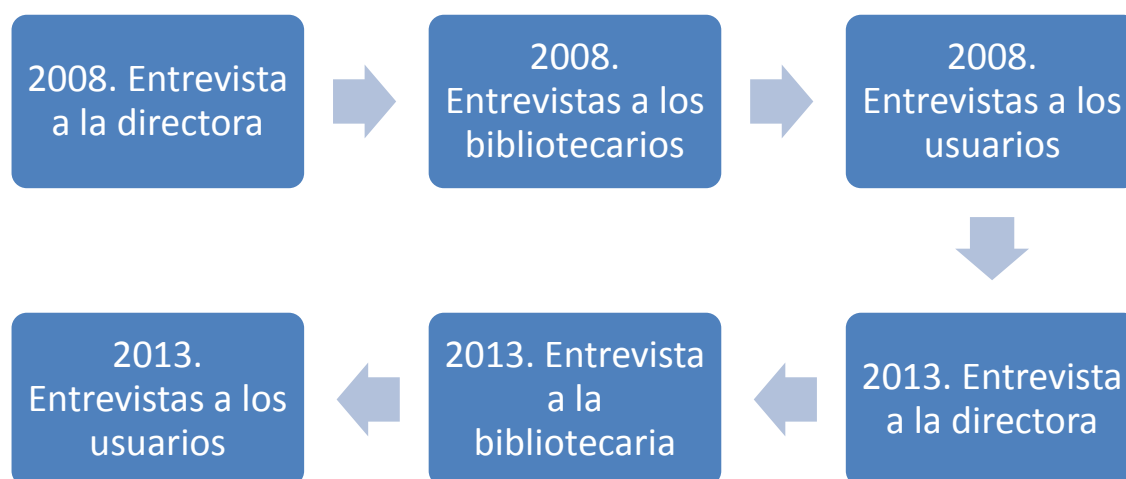 2008. Entrevista
a la directora
2008.
Entrevistas a los
bibliotecarios
2008.
Entrevistas a los
usuarios
2013. Entrevista
a la directora
2013. Entrevista
a la
bibliotecaria
2013.
Entrevistas a los
usuarios